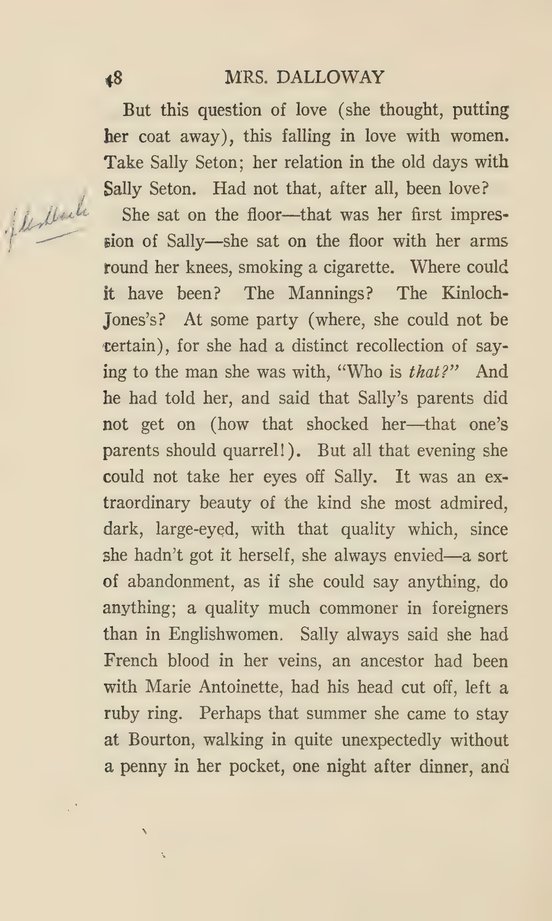 48 MRS. DALLOWAY
But this question of love (she thought, putting
her coat away), this falling in love with women.
Take Sally Seton; her relation in the old days with
Sally Seton. Had not that, after all, been love?
She sat on the floor—that was her first impres-
sion of Sally—she sat on the floor with her arms
round her knees, smoking a cigarette. Where could
it have been? The Mannings? The Kinloch-
Jones's? At some party (where, she could not be
certain), for she had a distinct recollection of say-
ing to the man she was with, "Who is that?" And
he had told her, and said that Sally's parents did
not get on (how that shocked her—that one's
parents should quarrel!). But all that evening she
could not take her eyes off Sally. It was an ex-
traordinary beauty of the kind she most admired,
dark, large-eyed, with that quality which, since
she hadn't got it herself, she always envied—a sort
of abandonment, as if she could say anything, do
anything; a quality much commoner in foreigners
than in Englishwomen. Sally always said she had
French blood in her veins, an ancestor had been
with Marie Antoinette, had his head cut off, left a
ruby ring. Perhaps that summer she came to stay
at Bourton, walking in quite unexpectedly without
a penny in her pocket, one night after dinner, and